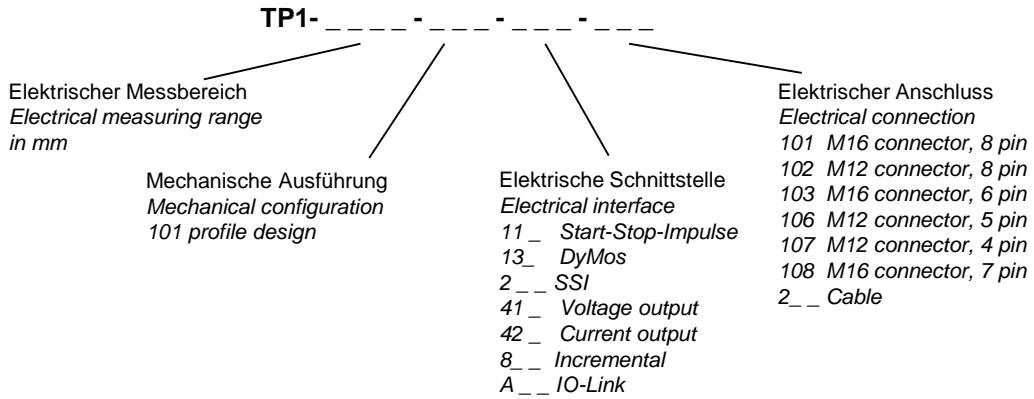 TP1- _ _ _ _ - _ _ _ - _ _ _ - _ _ _
Elektrischer Messbereich
Electrical measuring range
in mm
Mechanische Ausführung
Mechanical configuration
101 profile design
Elektrische Schnittstelle
Electrical interface
11 _ Start-Stop-Impulse
13_ DyMos
2 _ _ SSI
41 _ Voltage output
42 _ Current output
8_ _ Incremental
A _ _ IO-Link
Elektrischer Anschluss
Electrical connection
101 M16 connector, 8 pin
102 M12 connector, 8 pin
103 M16 connector, 6 pin
106 M12 connector, 5 pin
107 M12 connector, 4 pin
108 M16 connector, 7 pin
2_ _ Cable